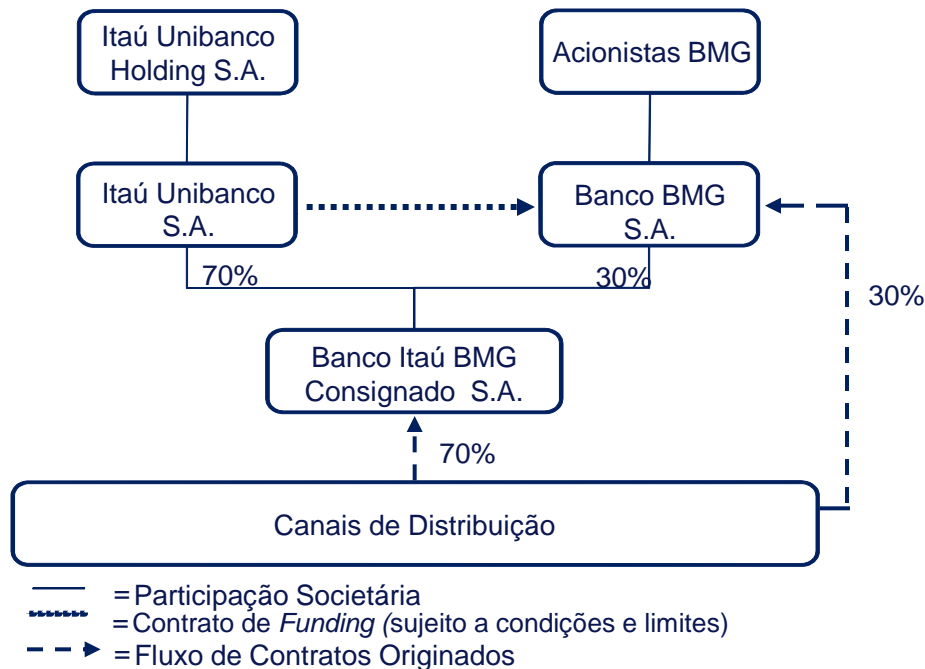 Itaú Unibanco
Holding S.A.
Acionistas BMG
Itaú Unibanco
S.A.
Banco BMG
S.A.
70%
30%
30%
Banco Itaú BMG
Consignado S.A.
70%
Canais de Distribuição
= Participação Societária
= Contrato de Funding (sujeito a condições e limites)
= Fluxo de Contratos Originados